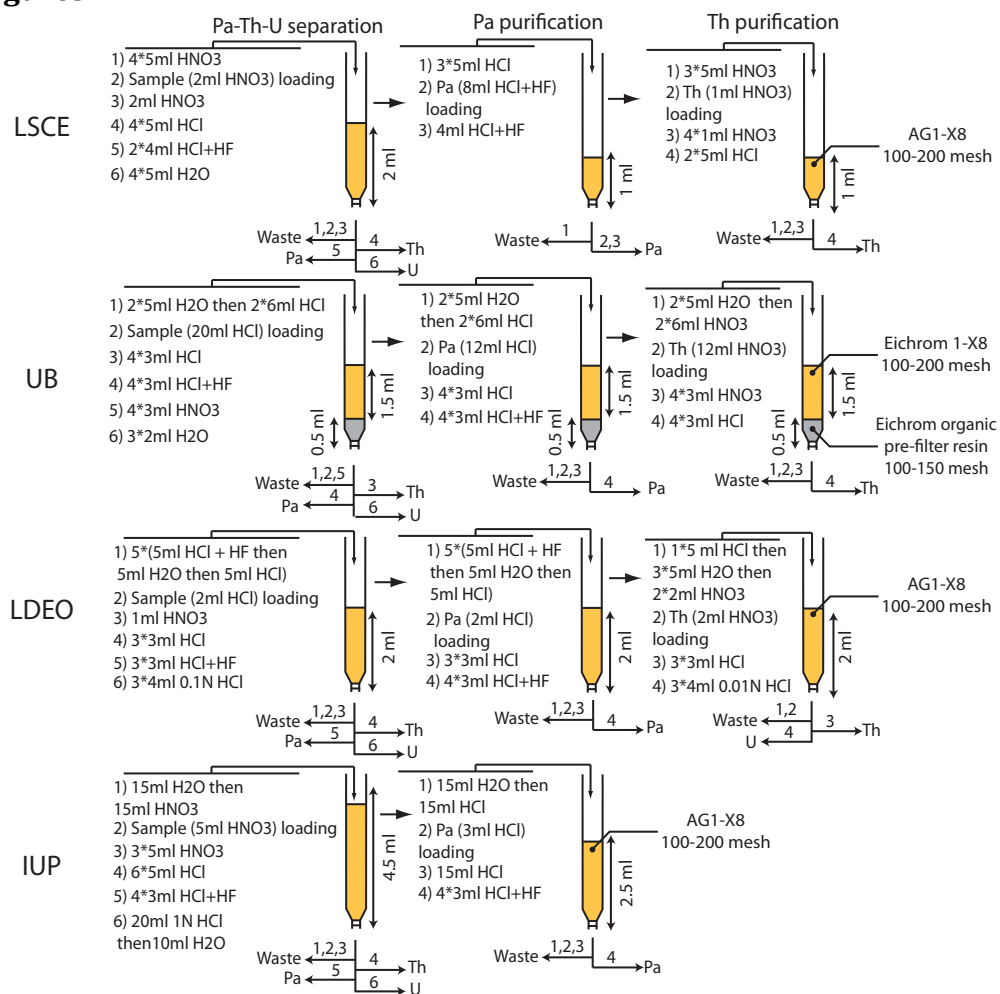 Pa-Th-U separation
Pa purification
Th purification
LSCE
1) 4*5ml HNO3
2) Sample (2ml HNO3) loading
3) 2ml HNO3
4) 4*5ml HCl
5) 2*4ml HCl+HF
6) 4*5ml H2O
2 ml
Waste
1,2,3
4
Th
Pa
5
6
U
1) 3*5ml HCl
2) Pa (8ml HCl+HF)
loading
3) 4ml HCl+HF
1 ml
Waste
1
2,3
Pa
1) 3*5ml HNO3
2) Th (1ml HNO3)
loading
3) 4*1ml HNO3
4) 2*5ml HCl
1 ml
AG1-X8
100-200 mesh
Waste
1,2,3
4
Th
UB
1) 2*5ml H2O then 2*6ml HCl
2) Sample (20ml HCl) loading
3) 4*3ml HCl
4) 4*3ml HCl+HF
5) 4*3ml HNO3
6) 3*2ml H2O
1.5 ml
0.5 ml
Waste
1,2,5
3
Th
Pa
4
6
U
1) 2*5ml H2O
then 2*6ml HCl
2) Pa (12ml HCl)
loading
3) 4*3ml HCl
4) 4*3ml HCl+HF
1.5 ml
0.5 ml
Waste
1,2,3
4
Pa
1) 2*5ml H2O then
2*6ml HNO3
2) Th (12ml HNO3)
loading
3) 4*3ml HNO3
4) 4*3ml HCl
1.5 ml
0.5 ml
Eichrom 1-X8
100-200 mesh
Eichrom organic
pre-filter resin
100-150 mesh
Waste
1,2,3
4
Th
LDEO
1) 5*(5ml HCl + HF then
5ml H2O then 5ml HCl)
2) Sample (2ml HCl) loading
3) 1ml HNO3
4) 3*3ml HCl
5) 3*3ml HCl+HF
6) 3*4ml 0.1N HCl
2 ml
Waste
1,2,3
4
Th
Pa
5
6
U
1) 5*(5ml HCl + HF
then 5ml H2O then
5ml HCl)
2) Pa (2ml HCl)
loading
3) 3*3ml HCl
4) 4*3ml HCl+HF
2 ml
Waste
1,2,3
4
Pa
1) 1*5 ml HCl then
3*5ml H2O then
2*2ml HNO3
2) Th (2ml HNO3)
loading
3) 3*3ml HCl
4) 3*4ml 0.01N HCl
2 ml
AG1-X8
100-200 mesh
Waste
1,2
3
Th
U
4
IUP
1) 15ml H2O then
15ml HNO3
2) Sample (5ml HNO3) loading
3) 3*5ml HNO3
4) 6*5ml HCl
5) 4*3ml HCl+HF
6) 20ml 1N HCl
then10ml H2O
4.5 ml
Waste
1,2,3
4
Th
Pa
5
6
U
1) 15ml H2O then
15ml HCl
2) Pa (3ml HCl)
loading
3) 15ml HCl
4) 4*3ml HCl+HF
2.5 ml
AG1-X8
100-200 mesh
Waste
1,2,3
4
Pa